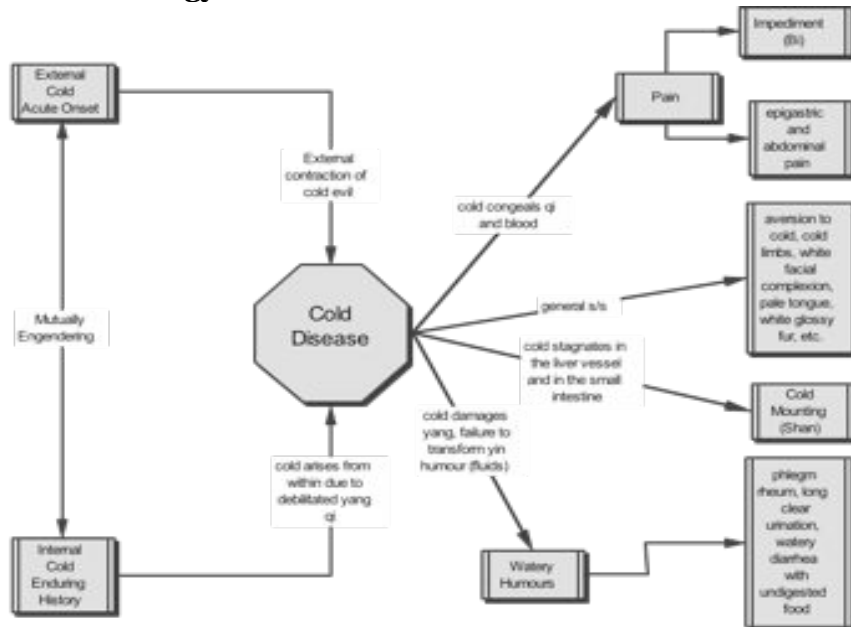 Impediment
(Bi)
External
Cold
Acute Onset
Pain
epigastric
and
abdominal
pain
External
contraction of
cold evil
cold congeals qi
and blood
aversion to
cold, cold
limbs, white
facial
complexion,
pale tongue,
white glossy
fur, etc.
Cold
Disease
general s/s
Mutually
Engendering
cold stagnates in
the liver vessel
and in the small
intestine
Cold
Mounting
(Shan)
cold damages
yang, failure to
transform yin
humour (fluids)
cold arises from
within due to
debilitated yang
qi
phlegm
rheum, long
clear
urination,
watery
diarrhea
with
undigested
food
Internal
Cold
Enduring
History
Watery
Humours